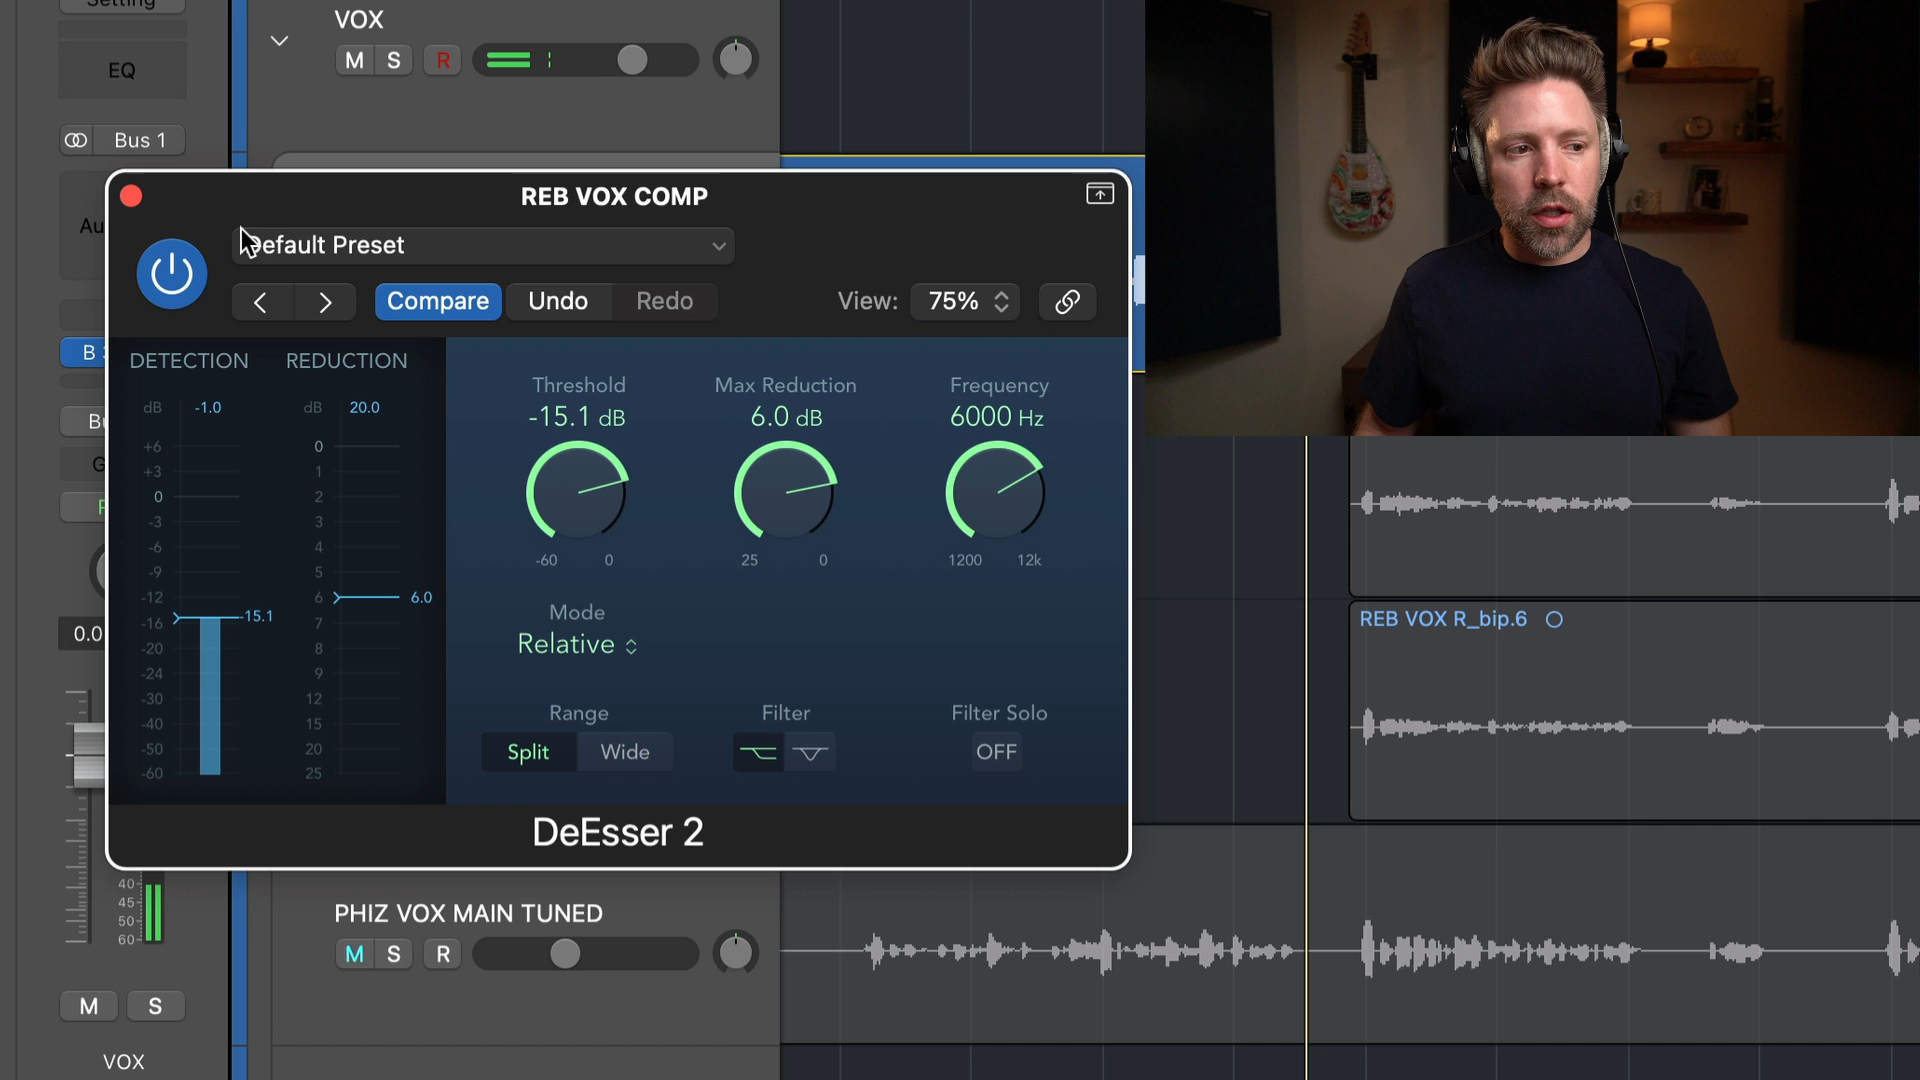 Setting
EQ
Bus 1
VOX
M S R
REB VOX COMP
Default Preset
Compare Undo Redo
View: 75%
DETECTION REDUCTION
dB -1.0 dB 20.0
+6
+3
0
-3
-6
-9
-12
-16
-20
-24
-30
-40
-50
-60
-15.1
0
1
2
3
4
5
6
7
8
9
12
15
20
25
6.0
Threshold Max Reduction Frequency
-15.1 dB 6.0 dB 6000 Hz
-60 0 25 0 1200 12k
Mode
Relative
Range Filter Filter Solo
Split Wide OFF
DeEsser 2
0.0
40
45
50
60
M S
VOX
PHIZ VOX MAIN TUNED
M S R
REB VOX R_bip.6